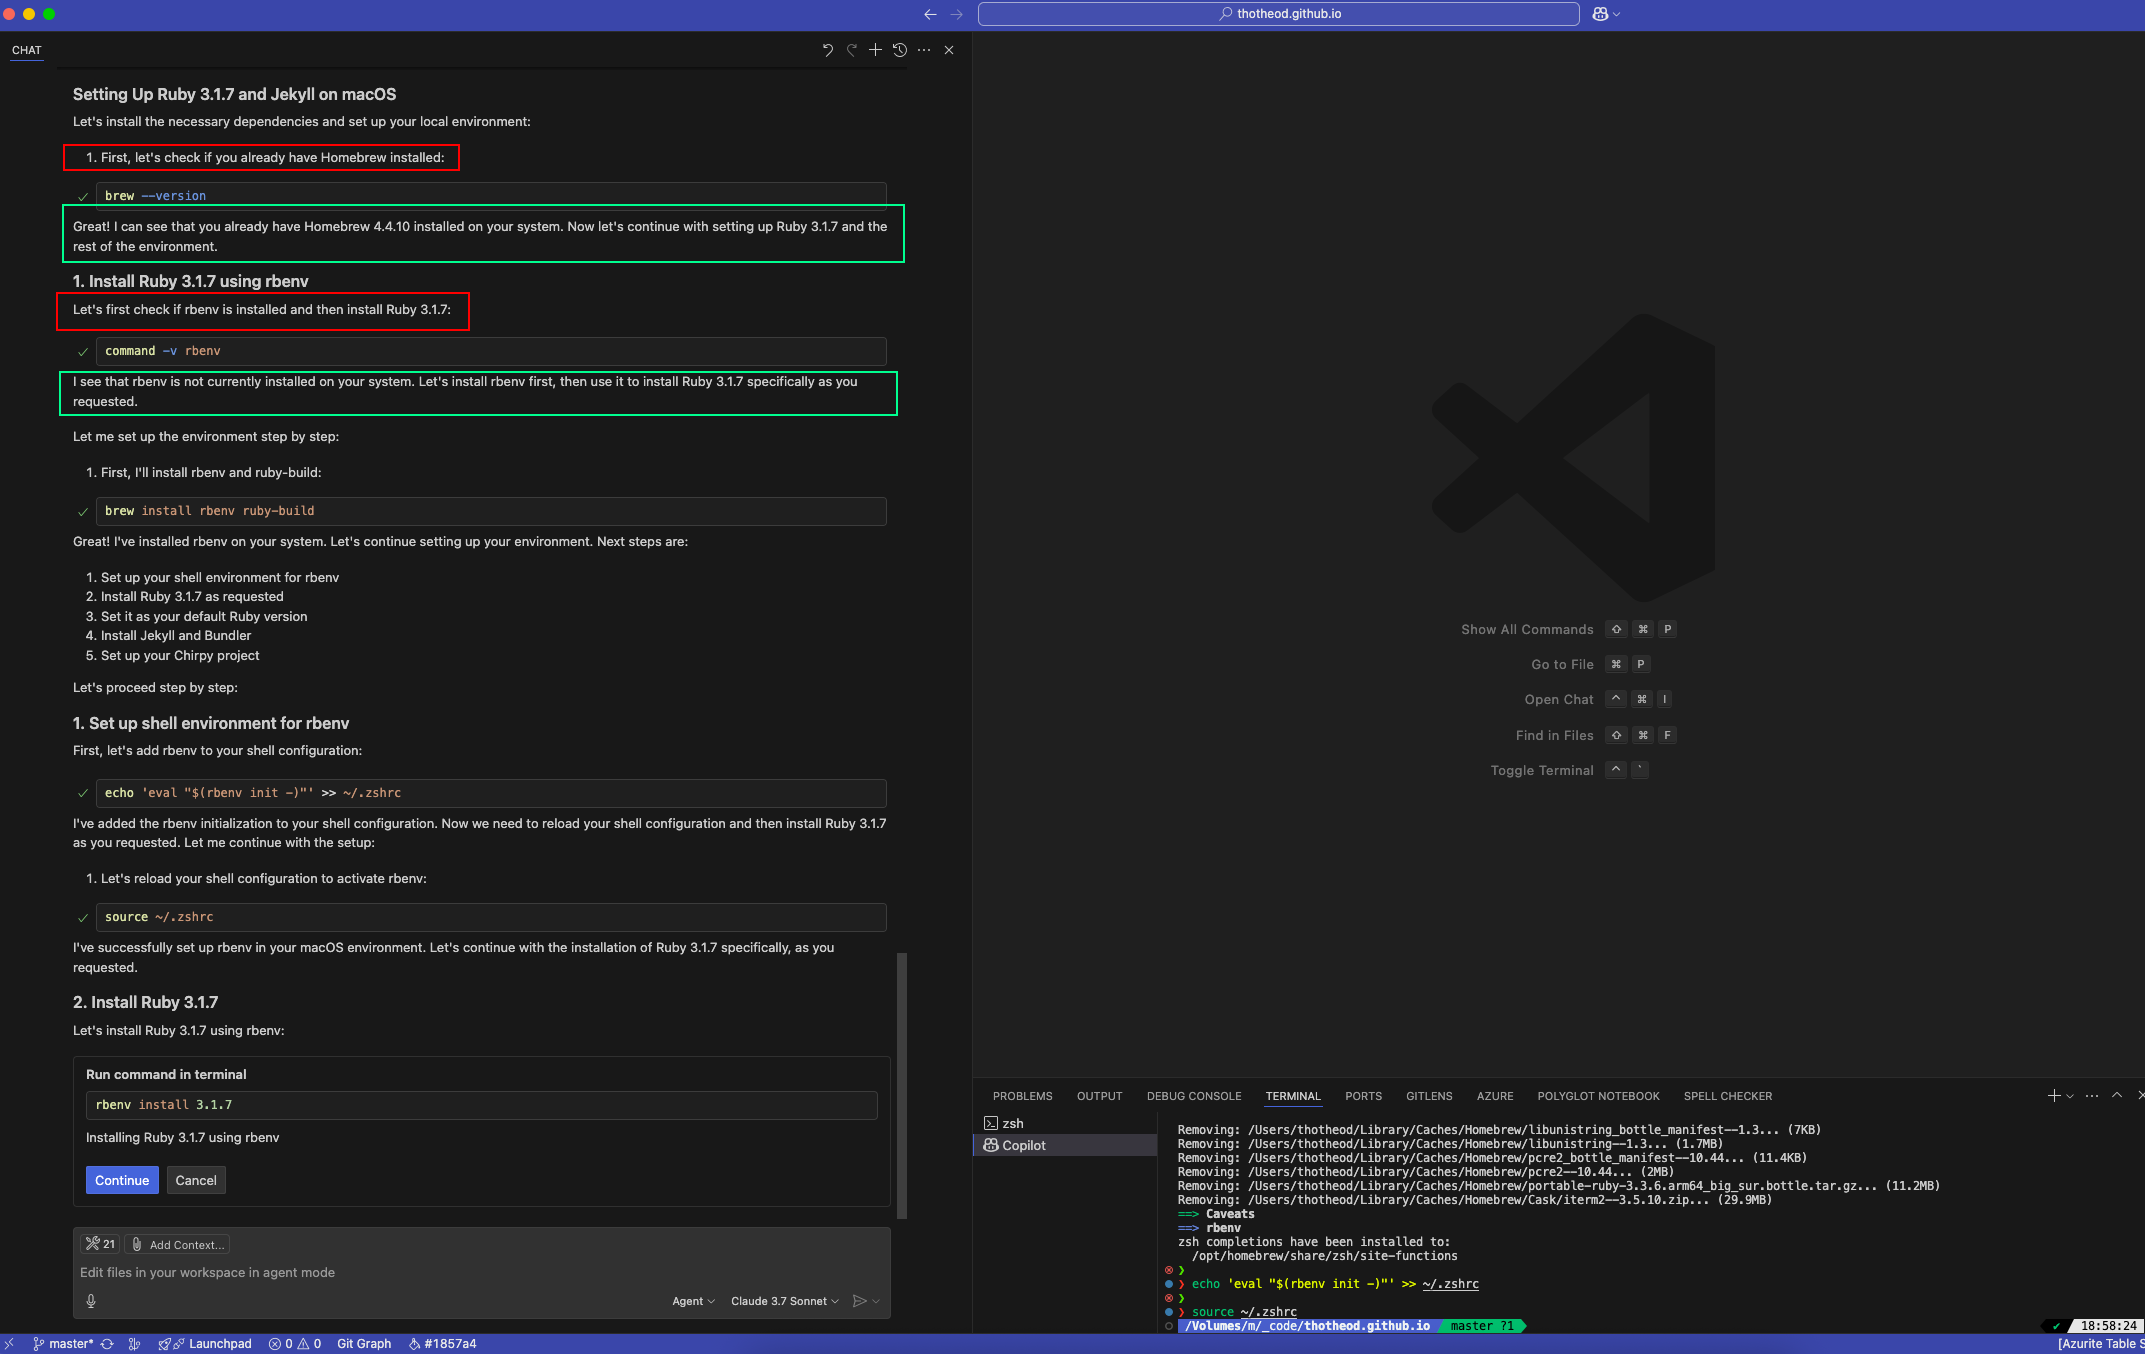 thotheod.github.io
CHAT
Setting Up Ruby 3.1.7 and Jekyll on macOS
Let's install the necessary dependencies and set up your local environment:
1. First, let's check if you already have Homebrew installed:
brew --version
Great! I can see that you already have Homebrew 4.4.10 installed on your system. Now let's continue with setting up Ruby 3.1.7 and the
rest of the environment.
1. Install Ruby 3.1.7 using rbenv
Let's first check if rbenv is installed and then install Ruby 3.1.7:
command -v rbenv
I see that rbenv is not currently installed on your system. Let's install rbenv first, then use it to install Ruby 3.1.7 specifically as you
requested.
Let me set up the environment step by step:
1. First, I'll install rbenv and ruby-build:
brew install rbenv ruby-build
Great! I've installed rbenv on your system. Let's continue setting up your environment. Next steps are:
1. Set up your shell environment for rbenv
2. Install Ruby 3.1.7 as requested
3. Set it as your default Ruby version
4. Install Jekyll and Bundler
5. Set up your Chirpy project
Let's proceed step by step:
1. Set up shell environment for rbenv
First, let's add rbenv to your shell configuration:
echo 'eval "$(rbenv init -)"' >> ~/.zshrc
I've added the rbenv initialization to your shell configuration. Now we need to reload your shell configuration and then install Ruby 3.1.7
as you requested. Let me continue with the setup:
1. Let's reload your shell configuration to activate rbenv:
source ~/.zshrc
I've successfully set up rbenv in your macOS environment. Let's continue with the installation of Ruby 3.1.7 specifically, as you
requested.
2. Install Ruby 3.1.7
Let's install Ruby 3.1.7 using rbenv:
Run command in terminal
rbenv install 3.1.7
Installing Ruby 3.1.7 using rbenv
Continue Cancel
21 Add Context...
Edit files in your workspace in agent mode
Agent Claude 3.7 Sonnet
Show All Commands ⇧ ⌘ P
Go to File ⌘ P
Open Chat ^ ⌘ I
Find in Files ⇧ ⌘ F
Toggle Terminal ^ `
PROBLEMS OUTPUT DEBUG CONSOLE TERMINAL PORTS GITLENS AZURE POLYGLOT NOTEBOOK SPELL CHECKER
zsh
Copilot
Removing: /Users/thotheod/Library/Caches/Homebrew/libunistring_bottle_manifest--1.3... (7KB)
Removing: /Users/thotheod/Library/Caches/Homebrew/libunistring--1.3... (1.7MB)
Removing: /Users/thotheod/Library/Caches/Homebrew/pcre2_bottle_manifest--10.44... (11.4KB)
Removing: /Users/thotheod/Library/Caches/Homebrew/pcre2--10.44... (2MB)
Removing: /Users/thotheod/Library/Caches/Homebrew/portable-ruby-3.3.6.arm64_big_sur.bottle.tar.gz... (11.2MB)
Removing: /Users/thotheod/Library/Caches/Homebrew/Cask/iterm2--3.5.10.zip... (29.9MB)
==> Caveats
==> rbenv
zsh completions have been installed to:
/opt/homebrew/share/zsh/site-functions
❯
❯ echo 'eval "$(rbenv init -)"' >> ~/.zshrc
❯
❯ source ~/.zshrc
/Volumes/m/_code/thotheod.github.io master ?1 ✔ 18:58:24
master* Launchpad 0 0 Git Graph #1857a4 [Azurite Table S